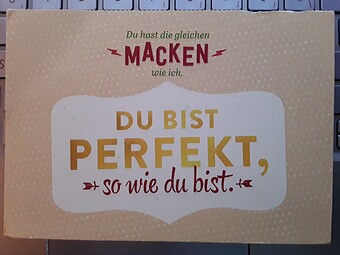 Du hast die gleichen
MACKEN
wie ich.
DU BIST
PERFEKT,
so wie du bist.